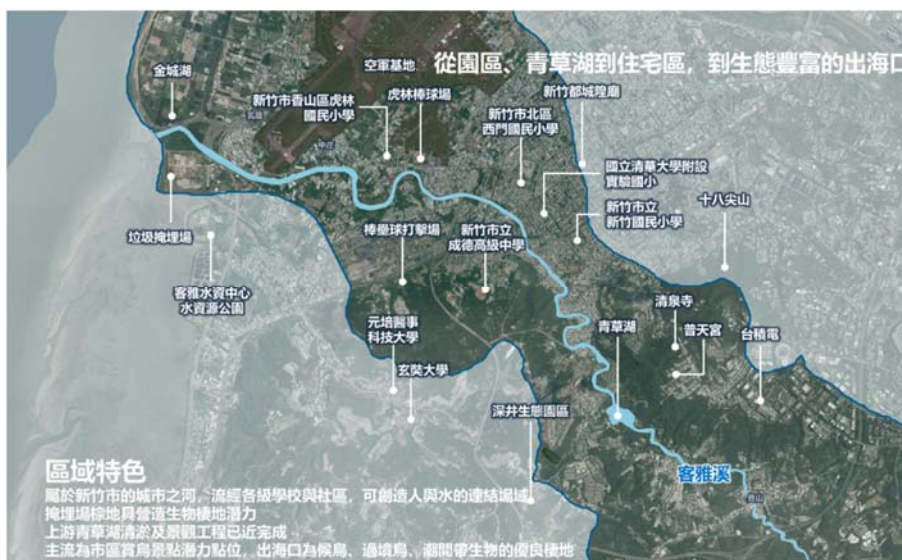 從園區、青草湖到住宅區，到生態豐富的出海口
金城湖
空軍基地
新竹市香山區虎林
國民小學
虎林棒球場
新竹市北區
西門國民小學
新竹都城隍廟
國立清華大學附設
實驗國小
新竹市立
新竹國民小學
十八尖山
垃圾掩埋場
客雅水資中心
水資源公園
棒壘球打擊場
新竹市立
成德高級中學
元培醫事
科技大學
玄奘大學
深井生態園區
青草湖
清泉寺
普天宮
台積電
客雅溪
區域特色
屬於新竹市的城市之河，流經各級學校與社區，可創造人與水的連結場域
掩埋場棕地具營造生物棲地潛力
上游青草湖清淤及景觀工程已近完成
主流為市區賞鳥景點潛力點位，出海口為候鳥、過境鳥、潮間帶生物的優良棲地